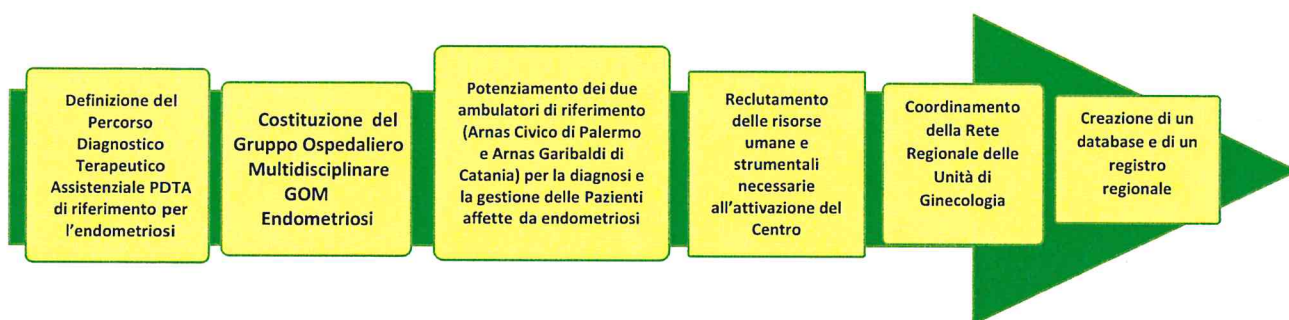 Definizione del
Percorso
Diagnostico
Terapeutico
Assistenziale PDTA
di riferimento per
l'endometriosi
Costituzione del
Gruppo Ospedaliero
Multidisciplinare
GOM
Endometriosi
Potenziamento dei due
ambulatori di riferimento
(Arnas Civico di Palermo
e Arnas Garibaldi di
Catania) per la diagnosi e
la gestione delle Pazienti
affette da endometriosi
Reclutamento
delle risorse
umane e
strumentali
necessarie
all'attivazione del
Centro
Coordinamento
della Rete
Regionale delle
Unità di
Ginecologia
Creazione di un
database e di un
registro
regionale